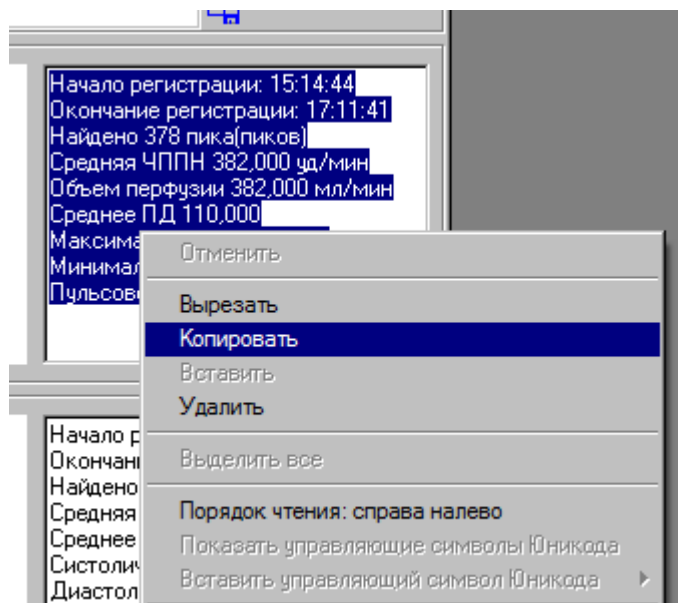 Начало регистрации: 15:14:44
Окончание регистрации: 17:11:41
Найдено 378 пика(пиков)
Средняя ЧППН 382,000 уд/мин
Объем перфузии 382,000 мл/мин
Среднее ПД 110,000
Максима
Минимал
Пульсов
Отменить
Вырезать
Копировать
Вставить
Удалить
Выделить все
Порядок чтения: справа налево
Показать управляющие символы Юникода
Вставить управляющий символ Юникода
Начало р
Окончан
Найдено
Средняя
Среднее
Систолич
Диастол